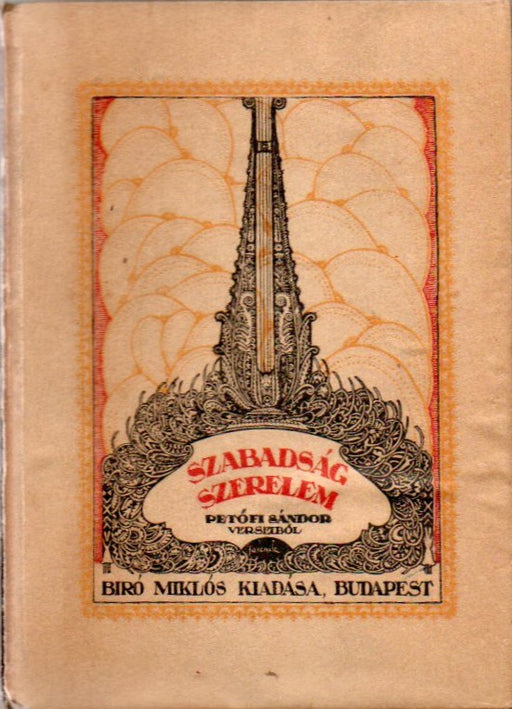 SZABADSÁG
SZERELEM
PETŐFI SÁNDOR
VERSEIBŐL
BIRÓ MIKLÓS KIADÁSA, BUDAPEST